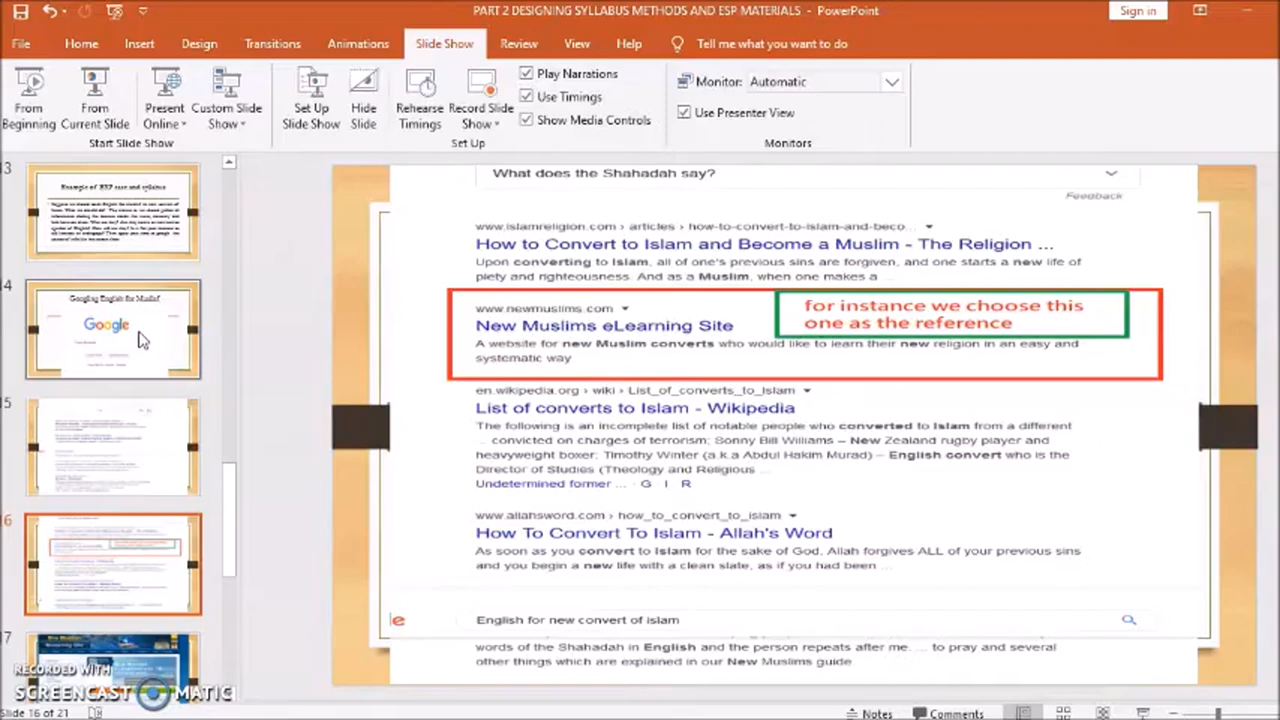 PART 2 DESIGNING SYLLABUS METHODS AND ESP MATERIALS - PowerPoint
Sign in
File Home Insert Design Transitions Animations Slide Show Review View Help Tell me what you want to do
From Beginning
From Current Slide
Present Online
Custom Slide Show
Set Up Slide Show
Hide Slide
Rehearse Timings
Record Slide Show
Play Narrations
Use Timings
Show Media Controls
Monitor: Automatic
Use Presenter View
Start Slide Show
Set Up
Monitors
13
Example of ESP case and syllabus
14
Googling English for Muslim
Google
15
16
17
What does the Shahadah say?
Feedback
www.islamreligion.com › articles › how-to-convert-to-islam-and-beco...
How to Convert to Islam and Become a Muslim - The Religion ...
Upon converting to Islam, all of one's previous sins are forgiven, and one starts a new life of
piety and righteousness. And as a Muslim, when one makes a ...
www.newmuslims.com
for instance we choose this
one as the reference
New Muslims eLearning Site
A website for new Muslim converts who would like to learn their new religion in an easy and
systematic way
en.wikipedia.org › wiki › List_of_converts_to_Islam
List of converts to Islam - Wikipedia
The following is an incomplete list of notable people who converted to Islam from a different
... convicted on charges of terrorism; Sonny Bill Williams – New Zealand rugby player and
heavyweight boxer; Timothy Winter (a.k.a Abdul Hakim Murad) – English convert who is the
Director of Studies (Theology and Religious ...
Undetermined former ... · G · I · R
www.allahsword.com › how_to_convert_to_islam
How To Convert To Islam - Allah's Word
As soon as you convert to Islam for the sake of God, Allah forgives ALL of your previous sins
and you begin a new life with a clean slate, as if you had been ...
e English for new convert of islam
words of the Shahadah in English and the person repeats after me. ... to pray and several
other things which are explained in our New Muslims guide
RECORDED WITH
SCREENCAST MATIC
Slide 16 of 21
Notes
Comments